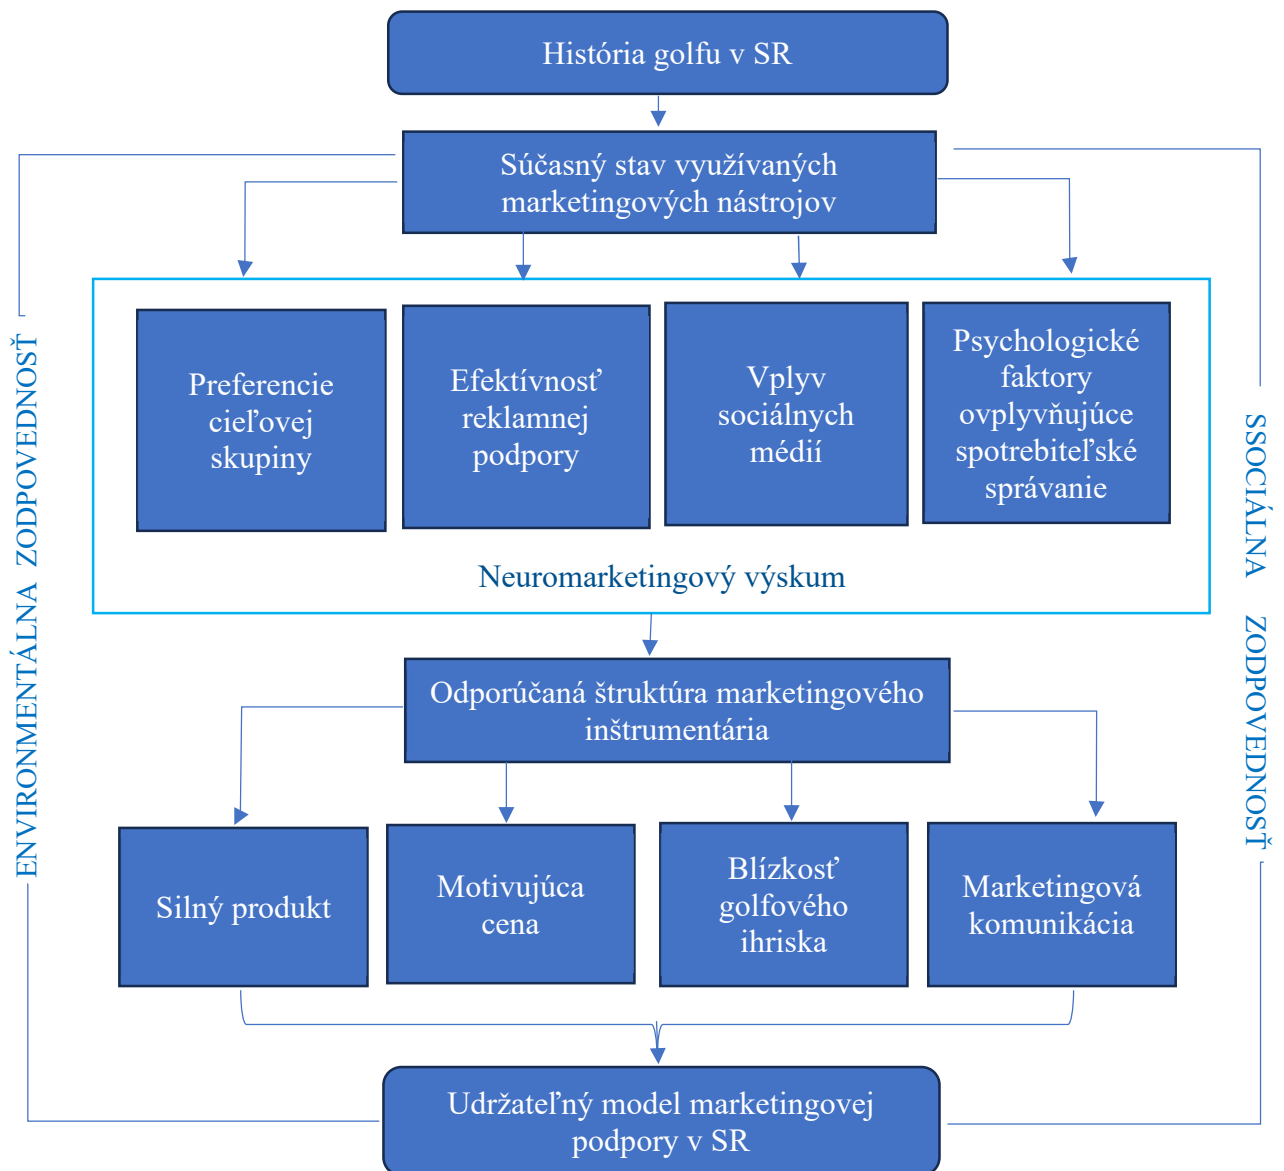 História golfu v SR
Súčasný stav využívaných
marketingových nástrojov
Preferencie
cieľovej
skupiny
Efektívnosť
reklamnej
podpory
Vplyv
sociálnych
médií
Psychologické
faktory
ovplyvňujúce
spotrebiteľské
správanie
Neuromarketingový výskum
ENVIRONMENTÁLNA ZODPOVEDNOSŤ
SSOCIÁLNA ZODPOVEDNOSŤ
Odporúčaná štruktúra marketingového
inštrumentária
Silný produkt
Motivujúca
cena
Blízkosť
golfového
ihriska
Marketingová
komunikácia
Udržateľný model marketingovej
podpory v SR